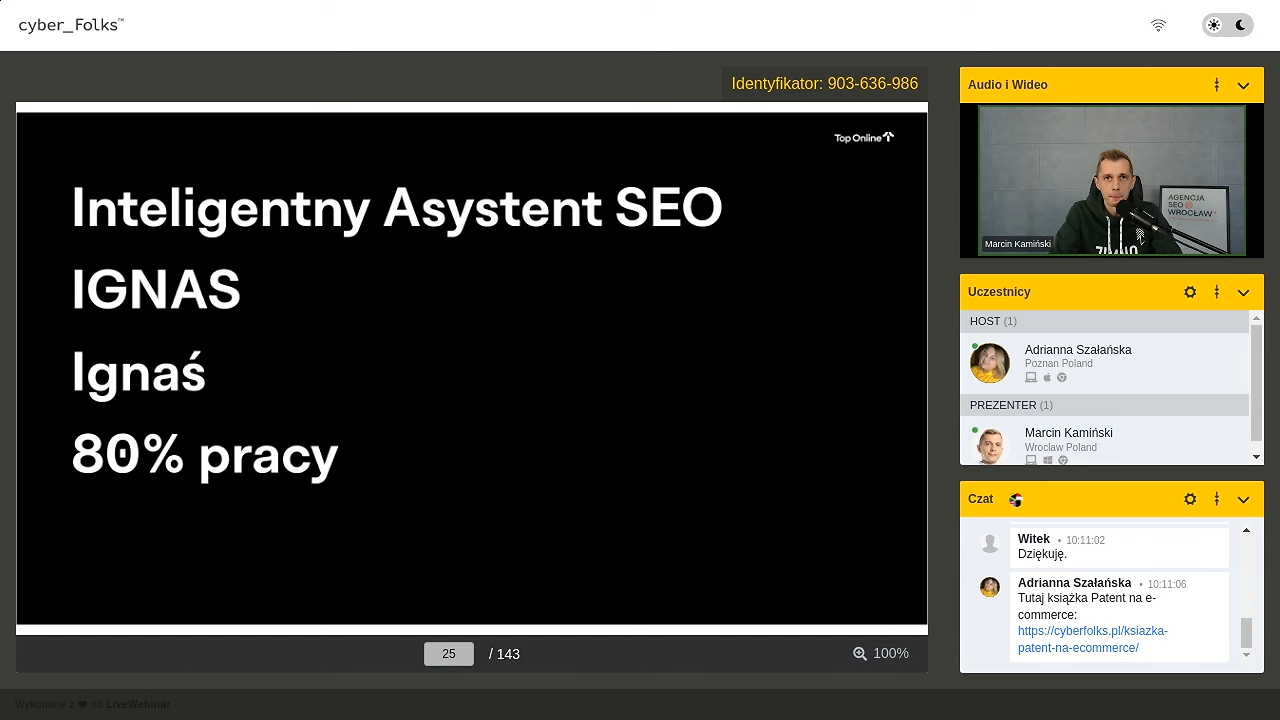 cyber_Folks™
Identyfikator: 903-636-986
Top Online
Inteligentny Asystent SEO
IGNAS
Ignaś
80% pracy
25 / 143
100%
Audio i Wideo
AGENCJA
SEO
WROCŁAW
ZIMNO
Marcin Kamiński
Uczestnicy
HOST (1)
Adrianna Szałańska
Poznan Poland
PREZENTER (1)
Marcin Kamiński
Wroclaw Poland
Czat
Witek • 10:11:02
Dziękuję.
Adrianna Szałańska • 10:11:06
Tutaj książka Patent na e-
commerce:
https://cyberfolks.pl/ksiazka-
patent-na-ecommerce/
Wykonane z ❤ od LiveWebinar